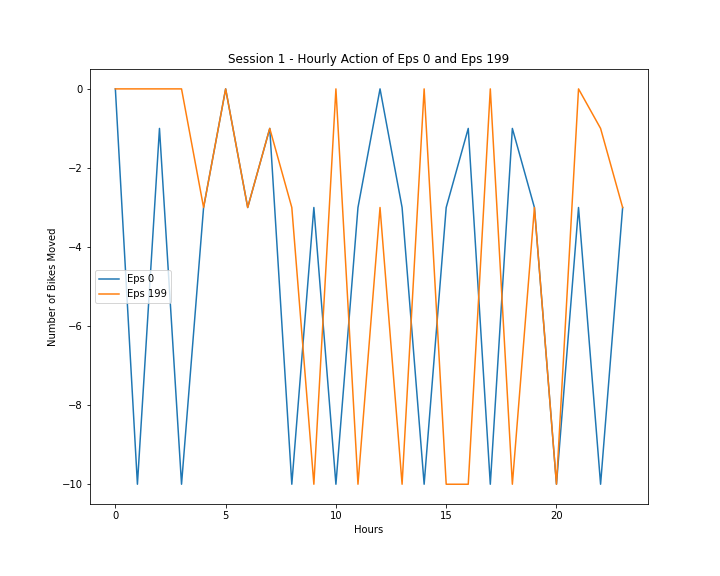 Session 1 - Hourly Action of Eps 0 and Eps 199
Number of Bikes Moved
0
−2
−4
−6
−8
−10
Eps 0
Eps 199
0 5 10 15 20
Hours